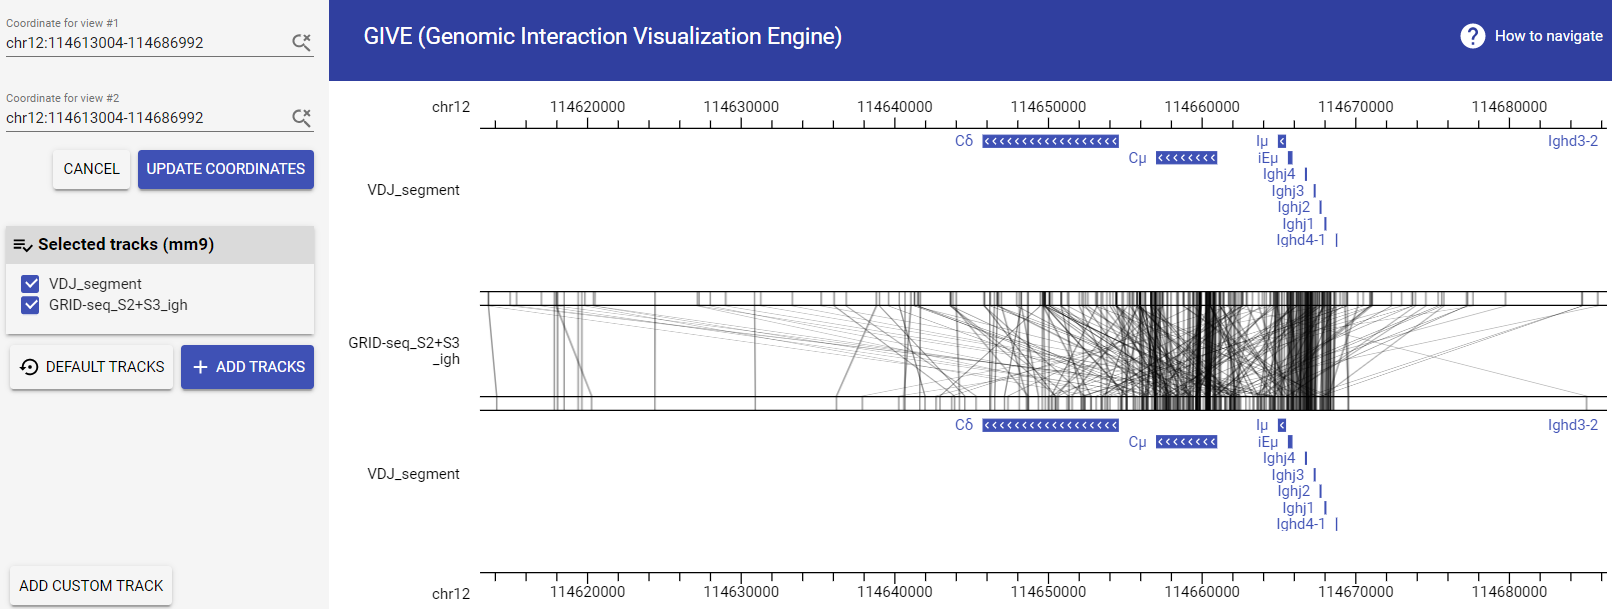 Coordinate for view #1
chr12:114613004-114686992
Coordinate for view #2
chr12:114613004-114686992
CANCEL
UPDATE COORDINATES
Selected tracks (mm9)
VDJ_segment
GRID-seq_S2+S3_igh
DEFAULT TRACKS
ADD TRACKS
ADD CUSTOM TRACK
GIVE (Genomic Interaction Visualization Engine)
? How to navigate
chr12 114620000 114630000 114640000 114650000 114660000 114670000 114680000
Cδ Iμ Ighd3-2
Cμ iEμ
Ighj4
VDJ_segment Ighj3
Ighj2
Ighj1
Ighd4-1
GRID-seq_S2+S3
_igh
Cδ Iμ Ighd3-2
Cμ iEμ
Ighj4
VDJ_segment Ighj3
Ighj2
Ighj1
Ighd4-1
chr12 114620000 114630000 114640000 114650000 114660000 114670000 114680000